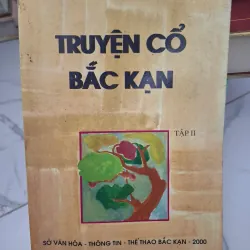 TRUYỆN CỔ
BẮC KẠN
TẬP II
SỞ VĂN HÓA - THÔNG TIN - THỂ THAO BẮC KẠN - 2000